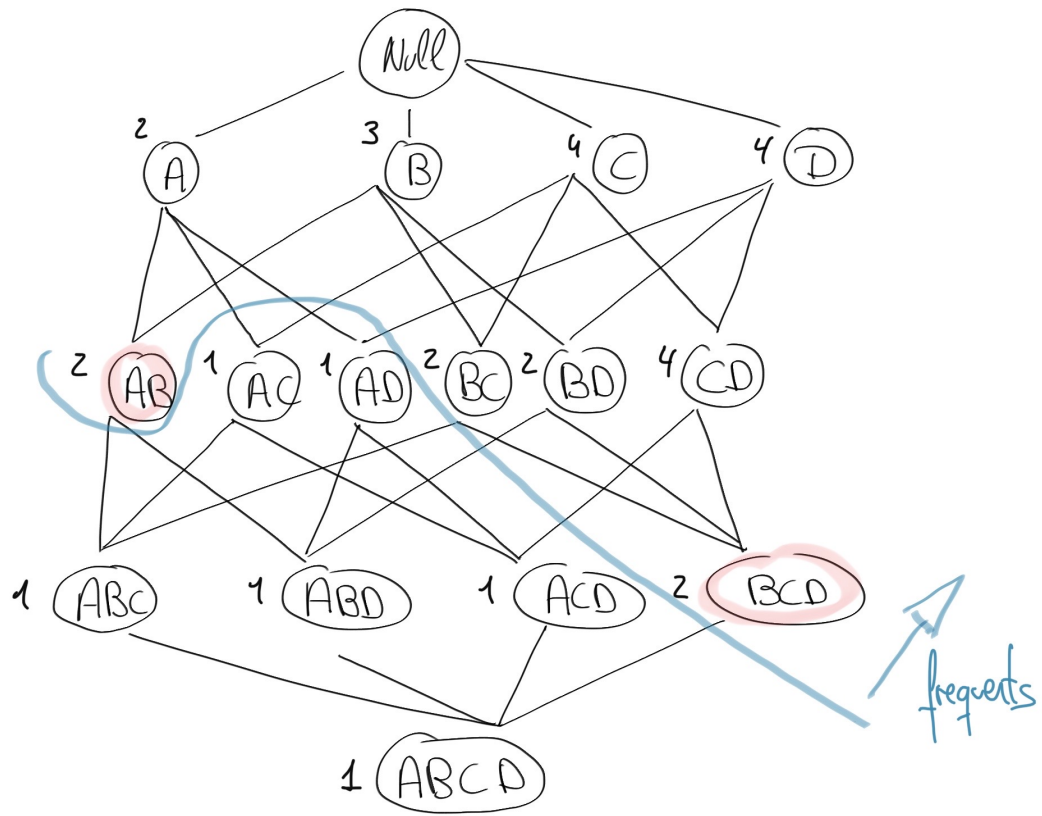 Null
2 A
3 B
4 C
4 D
2 AB
1 AC
1 AD
2 BC
2 BD
4 CD
1 ABC
1 ABD
1 ACD
2 BCD
frequents
1 ABCD